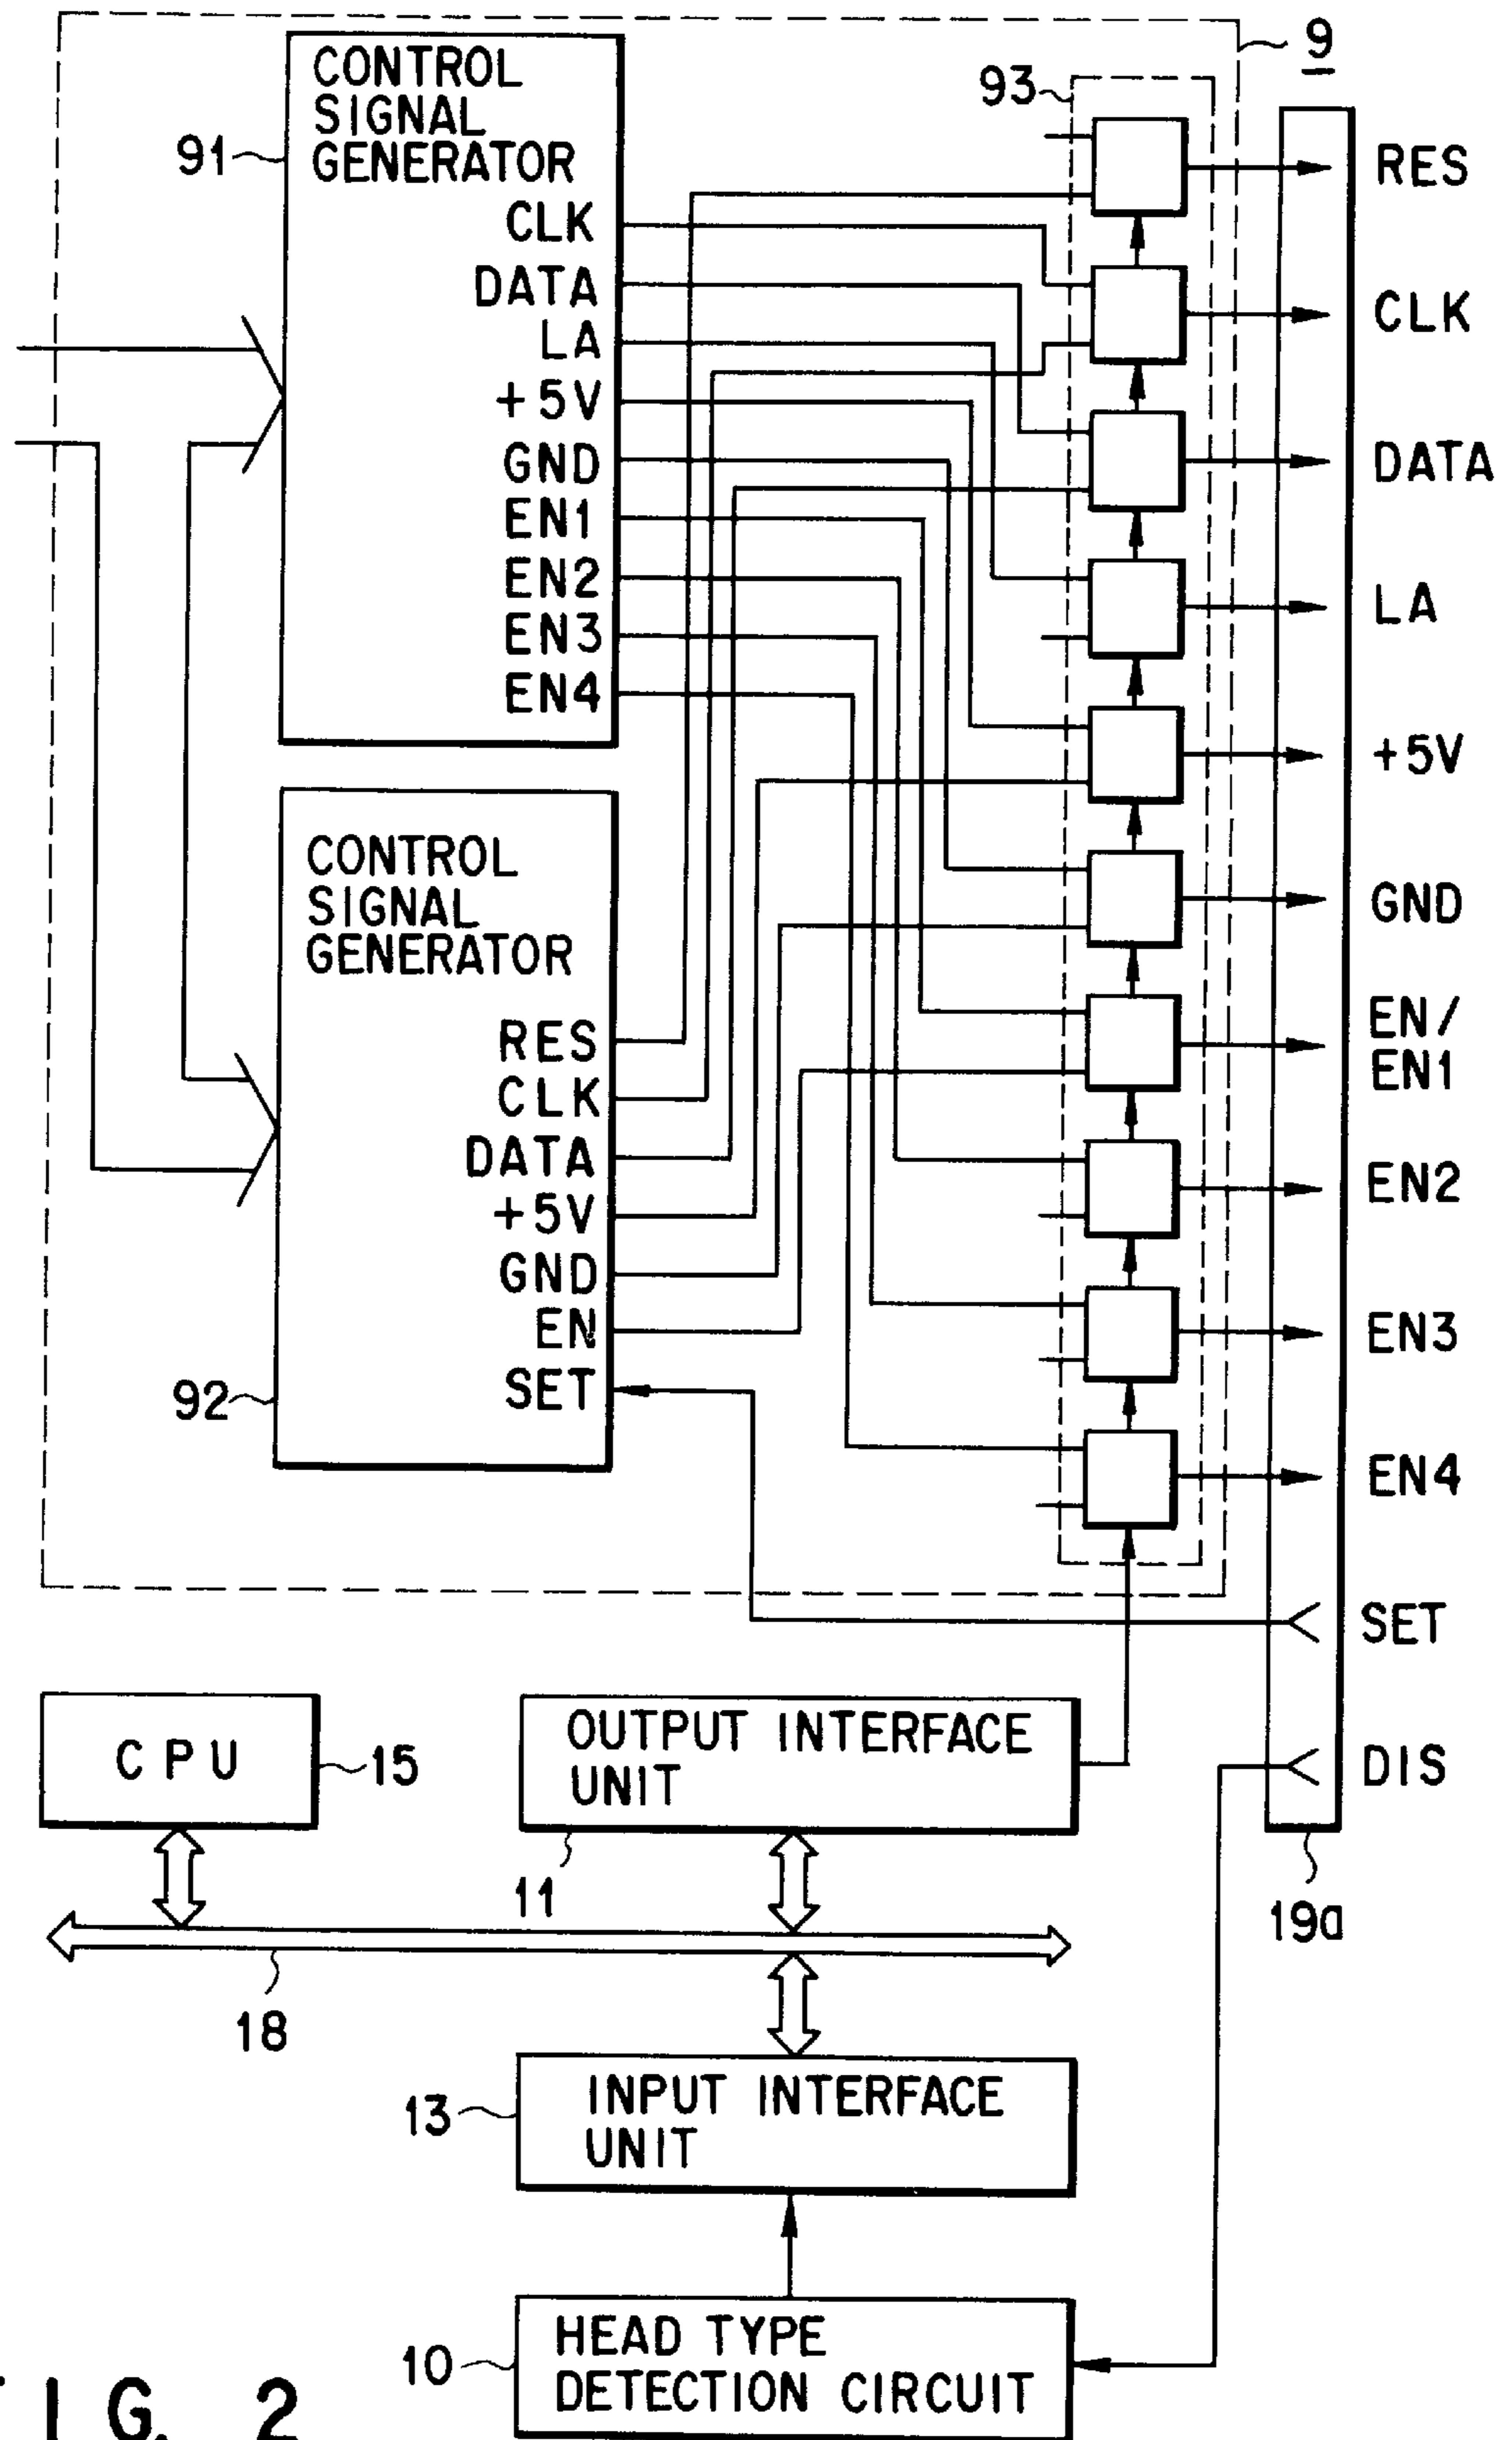 9
93
CONTROL
SIGNAL
GENERATOR
91
CLK
DATA
LA
+5V
GND
EN1
EN2
EN3
EN4
CONTROL
SIGNAL
GENERATOR
RES
CLK
DATA
+5V
GND
EN
SET
92
RES
CLK
DATA
LA
+5V
GND
EN/
EN1
EN2
EN3
EN4
SET
DIS
19a
CPU
15
OUTPUT INTERFACE
UNIT
11
18
INPUT INTERFACE
UNIT
13
HEAD TYPE
DETECTION CIRCUIT
10
FIG. 2